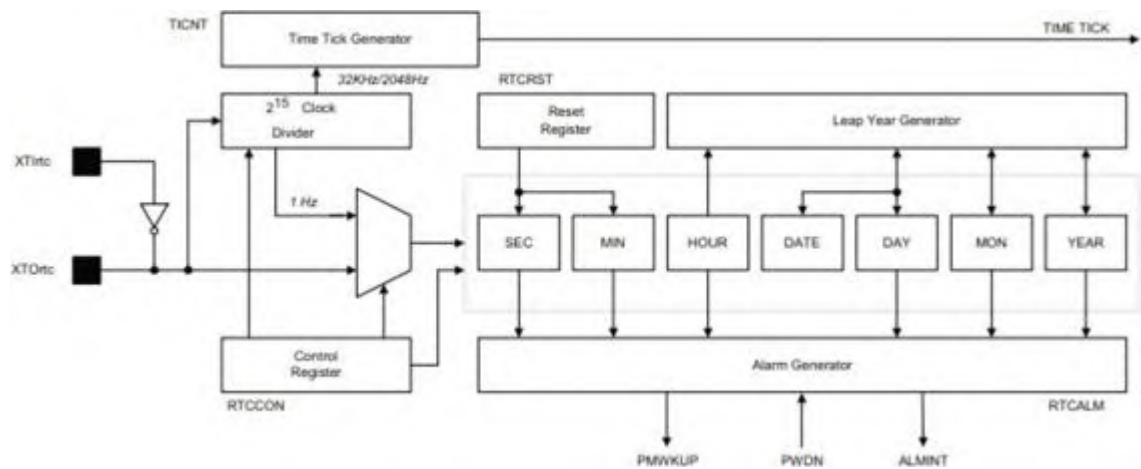 TICNT
Time Tick Generator
TIME TICK
32KHz/2048Hz
RTCRST
2^15 Clock
Divider
Reset
Register
Leap Year Generator
XTIrtc
1 Hz
SEC
MIN
HOUR
DATE
DAY
MON
YEAR
XTOrtc
Control
Register
Alarm Generator
RTCCON
RTCALM
PMWKUP
PWDN
ALMINT